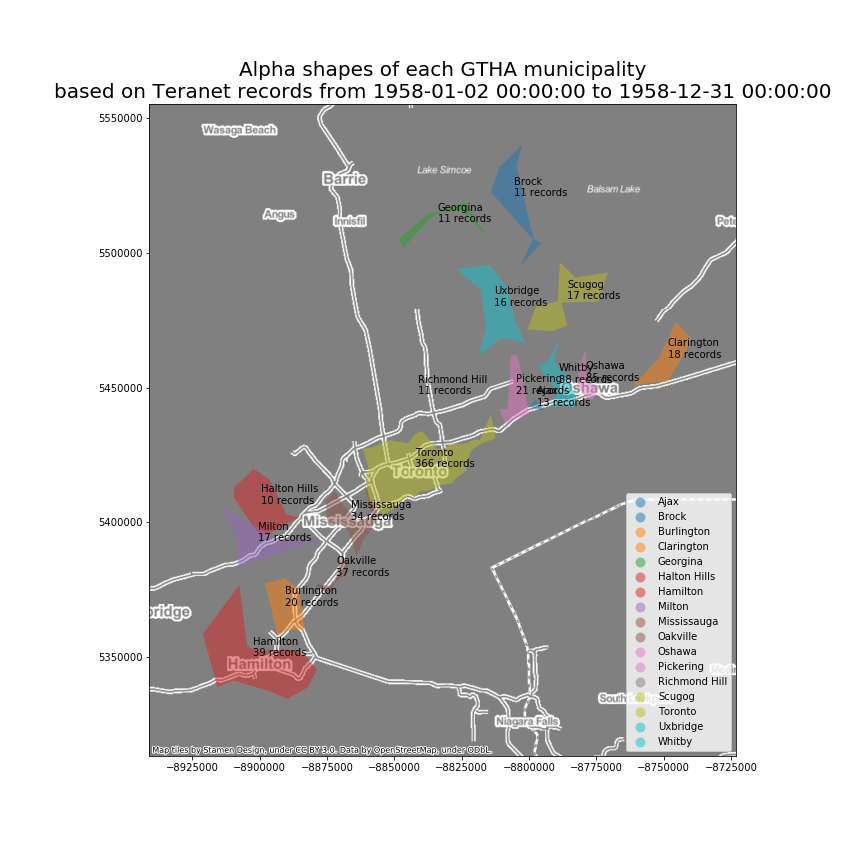 Alpha shapes of each GTHA municipality
based on Teranet records from 1958-01-02 00:00:00 to 1958-12-31 00:00:00
5550000
5500000
5450000
5400000
5350000
Wasaga Beach
Barrie
Angus
Innisfil
Lake Simcoe
Balsam Lake
Pete
Brock
11 records
Georgina
11 records
Uxbridge
16 records
Scugog
17 records
Clarington
18 records
Richmond Hill
11 records
Pickering
21 records
Whitby
38 records
Oshawa
records
Oshawa
Ajax
13 records
Toronto
366 records
Toronto
Halton Hills
10 records
Mississauga
34 records
Mississauga
Milton
17 records
Oakville
37 records
Burlington
20 records
bridge
Hamilton
39 records
Hamilton
Niagara Falls
South
Ajax
Brock
Burlington
Clarington
Georgina
Halton Hills
Hamilton
Milton
Mississauga
Oakville
Oshawa
Pickering
Richmond Hill
Scugog
Toronto
Uxbridge
Whitby
Map tiles by Stamen Design, under CC BY 3.0. Data by OpenStreetMap, under ODbL.
−8925000
−8900000
−8875000
−8850000
−8825000
−8800000
−8775000
−8750000
−8725000